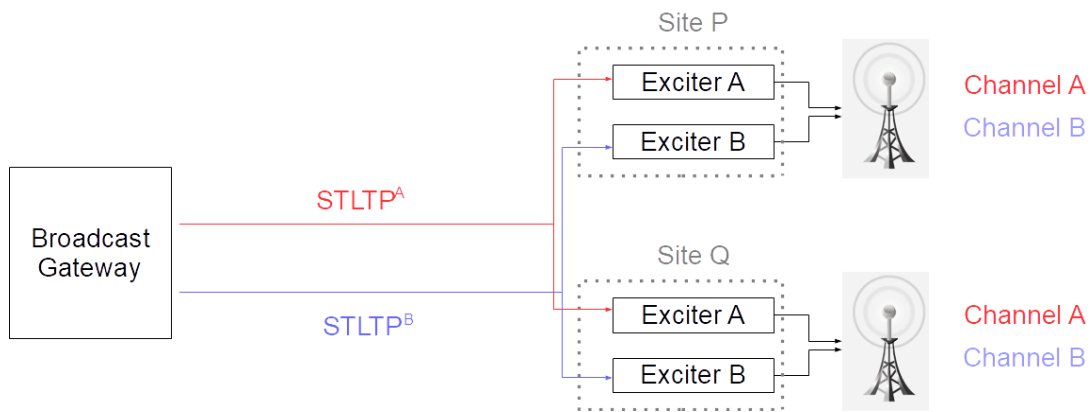 Site P
Exciter A
Exciter B
Channel A
Channel B
Broadcast
Gateway
STLTP^A
STLTP^B
Site Q
Exciter A
Exciter B
Channel A
Channel B